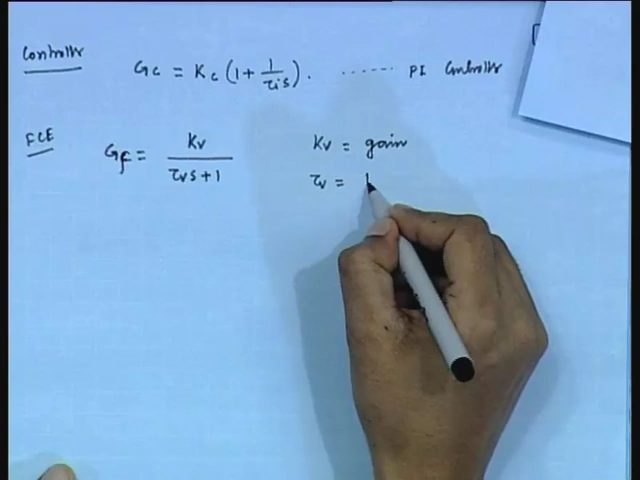 Controller
Gc = Kc (1 + 1/τis). ...... PI Controller
FCE
Gf = Kv / τvs + 1
Kv = gain
τv =